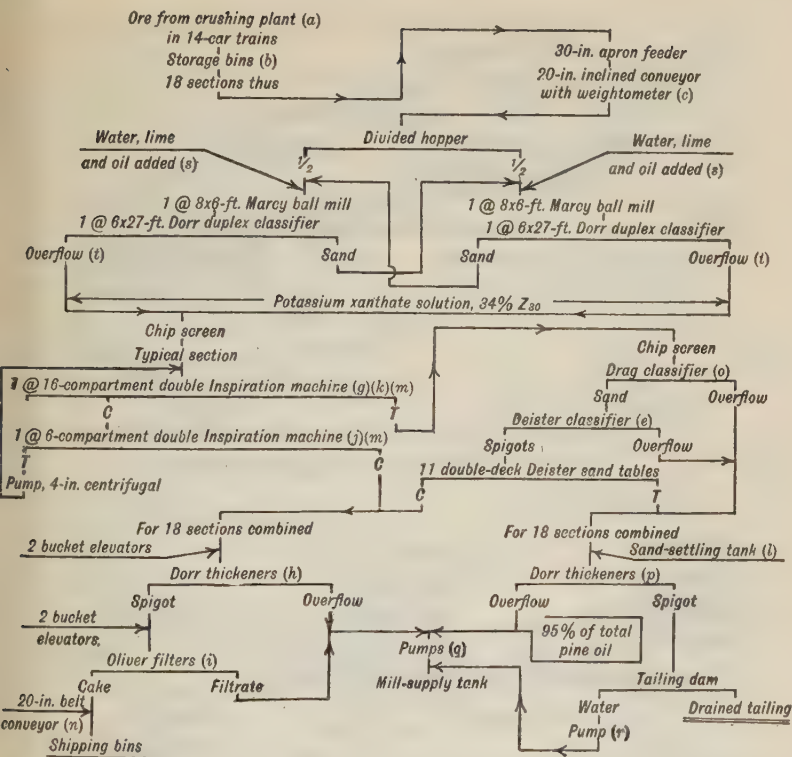 Ore from crushing plant (a)
in 14-car trains
Storage bins (b)
18 sections thus
30-in. apron feeder
20-in. inclined conveyor
with weightometer (c)
Divided hopper
Water, lime
and oil added (s)
1/2
1/2
Water, lime
and oil added (s)
1 @ 8x6-ft. Marcy ball mill
1 @ 6x27-ft. Dorr duplex classifier
1 @ 8x6-ft. Marcy ball mill
1 @ 6x27-ft. Dorr duplex classifier
Overflow (t)
Sand
Sand
Overflow (t)
Potassium xanthate solution, 34% Z30
Chip screen
Typical section
1 @ 16-compartment double Inspiration machine (g)(k)(m)
C
T
1 @ 6-compartment double Inspiration machine (j)(m)
T
C
Pump, 4-in. centrifugal
Chip screen
Drag classifier (o)
Sand
Overflow
Deister classifier (e)
Spigots
Overflow
11 double-deck Deister sand tables
C
T
For 18 sections combined
2 bucket elevators
Dorr thickeners (h)
Spigot
Overflow
2 bucket
elevators,
Oliver filters (i)
Cake
Filtrate
20-in. belt
conveyor (n)
Shipping bins
For 18 sections combined
Sand-settling tank (l)
Dorr thickeners (p)
Overflow
Spigot
95% of total
pine oil
Pumps (q)
Mill-supply tank
Tailing dam
Water
Drained tailing
Pump (r)